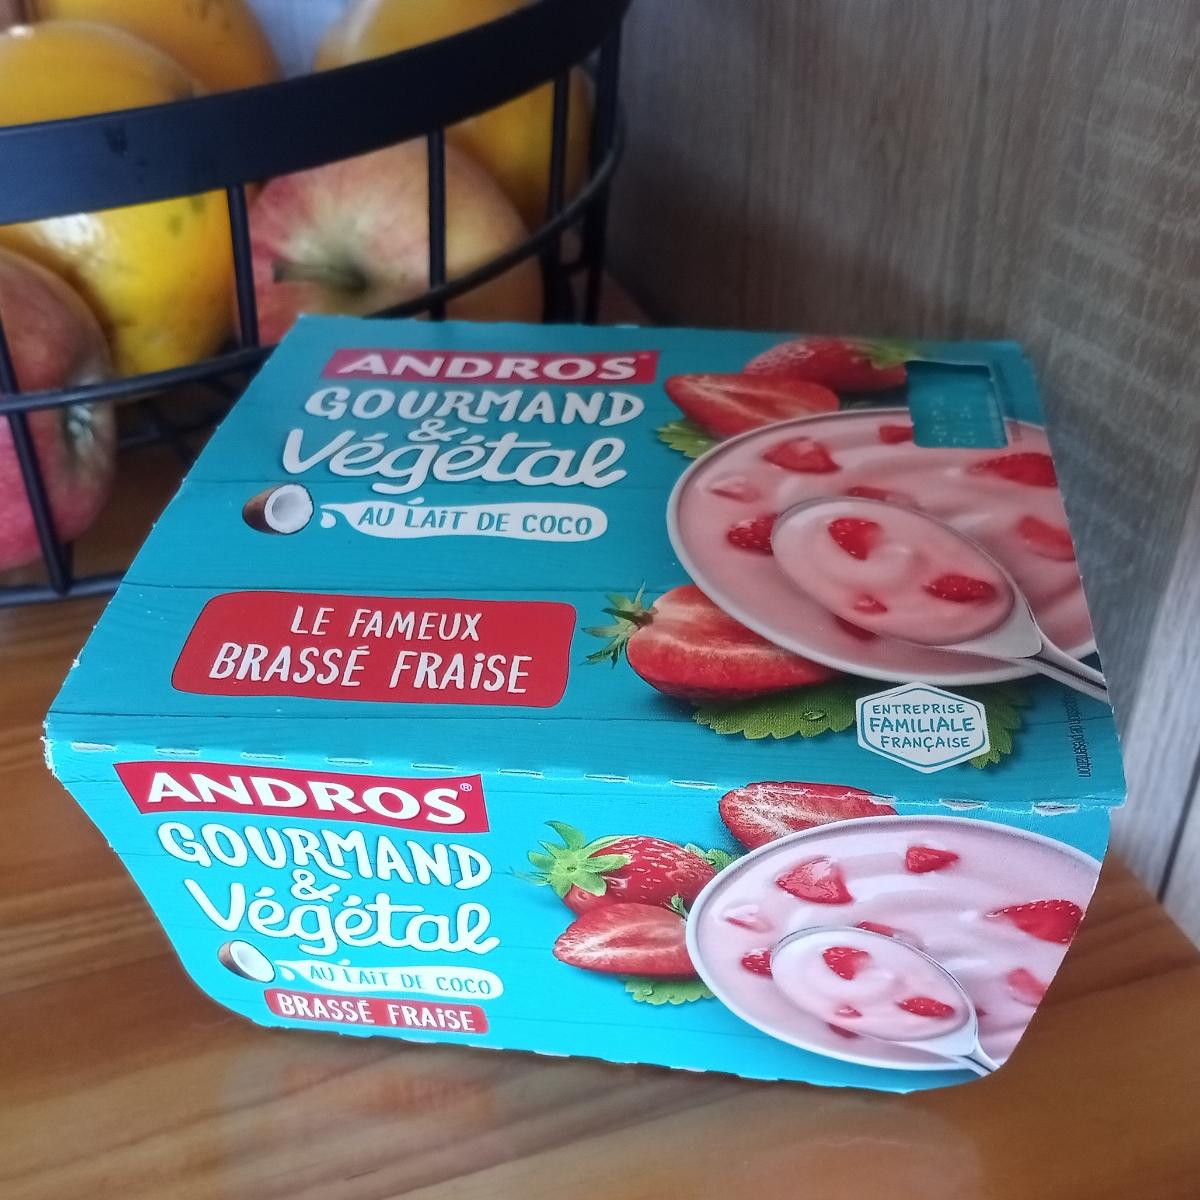 ANDROS
GOURMAND
&
Végétal
AU LAiT DE COCO
LE FAMEUX
BRASSÉ FRAiSE
ENTREPRISE
FAMILIALE
FRANÇAISE
ANDROS®
GOURMAND
&
Végétal
AU LAiT DE COCO
BRASSÉ FRAiSE